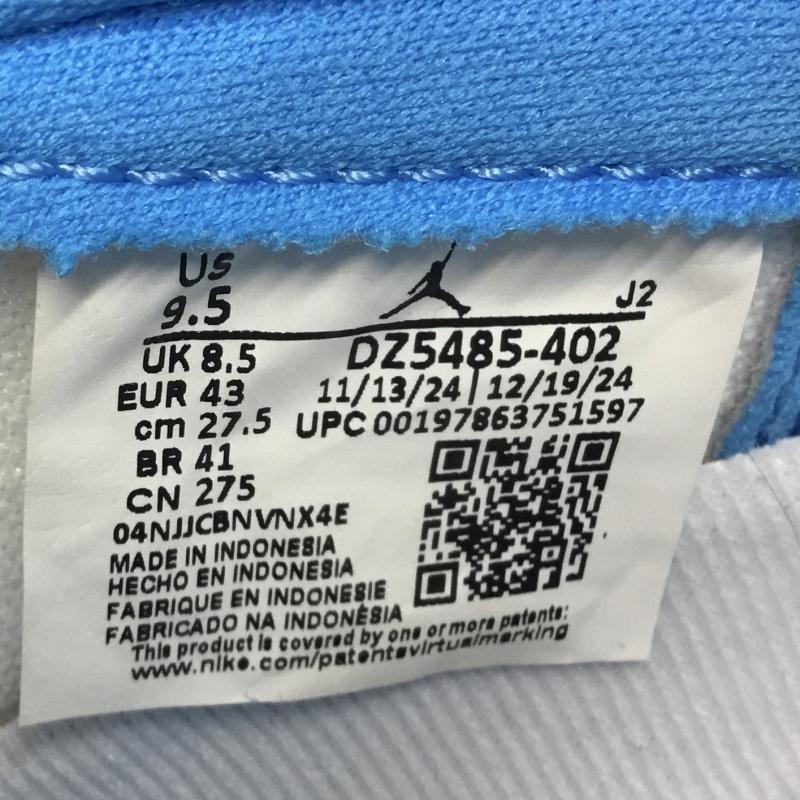 US
9.5
J2
UK 8.5
DZ5485-402
EUR 43
11/13/24 | 12/19/24
cm 27.5
UPC 00197863751597
BR 41
CN 275
04NJJCBNVNX4E
MADE IN INDONESIA
HECHO EN INDONESIA
FABRIQUE EN INDONESIE
FABRICADO NA INDONÉSIA
This product is covered by one or more patents:
www.nike.com/patentsvirtualmarking